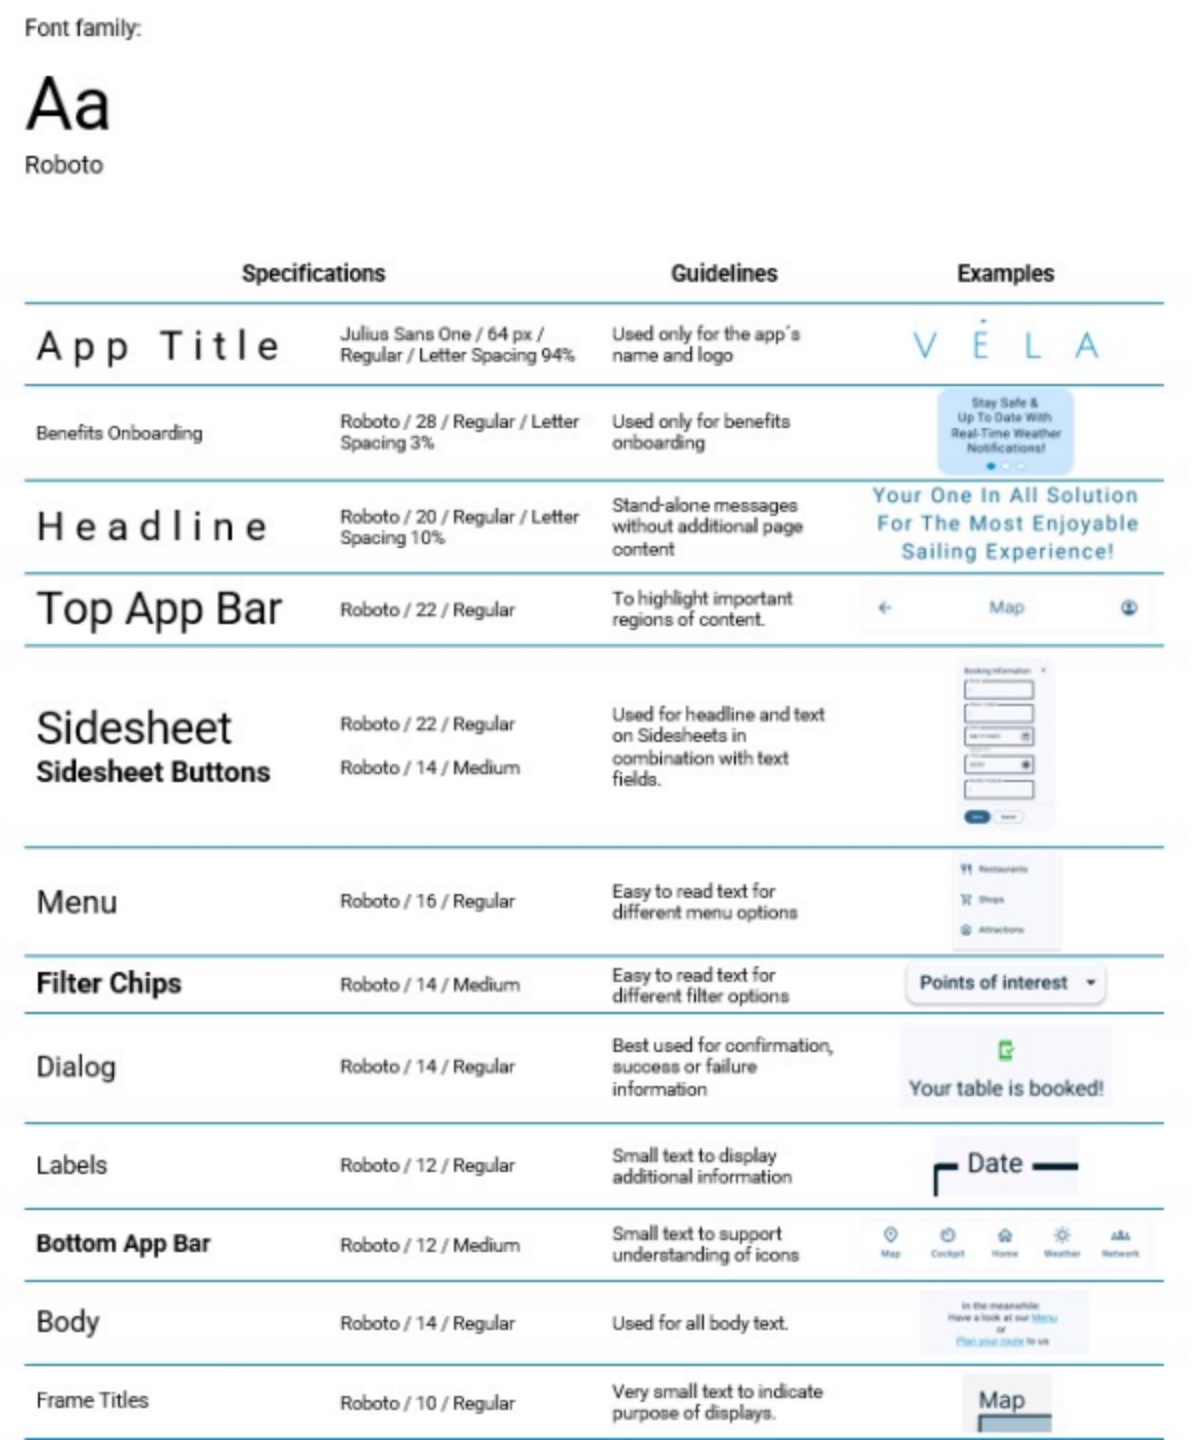 Font family:
Aa
Roboto
Specifications
Guidelines
Examples
App Title
Julius Sans One / 64 px /
Regular / Letter Spacing 94%
Used only for the app´s
name and logo
VĖLA
Benefits Onboarding
Roboto / 28 / Regular / Letter
Spacing 3%
Used only for benefits
onboarding
Stay Safe &
Up To Date With
Real-Time Weather
Notifications!
Headline
Roboto / 20 / Regular / Letter
Spacing 10%
Stand-alone messages
without additional page
content
Your One In All Solution
For The Most Enjoyable
Sailing Experience!
Top App Bar
Roboto / 22 / Regular
To highlight important
regions of content.
Map
Sidesheet
Roboto / 22 / Regular
Sidesheet Buttons
Roboto / 14 / Medium
Used for headline and text
on Sidesheets in
combination with text
fields.
Booking Information
Menu
Roboto / 16 / Regular
Easy to read text for
different menu options
Restaurants
Shops
Attractions
Filter Chips
Roboto / 14 / Medium
Easy to read text for
different filter options
Points of interest
Dialog
Roboto / 14 / Regular
Best used for confirmation,
success or failure
information
Your table is booked!
Labels
Roboto / 12 / Regular
Small text to display
additional information
Date
Bottom App Bar
Roboto / 12 / Medium
Small text to support
understanding of icons
Map
Cockpit
Home
Weather
Network
Body
Roboto / 14 / Regular
Used for all body text.
In the meanwhile:
Have a look at our Menu
or
Plan your route to us
Frame Titles
Roboto / 10 / Regular
Very small text to indicate
purpose of displays.
Map